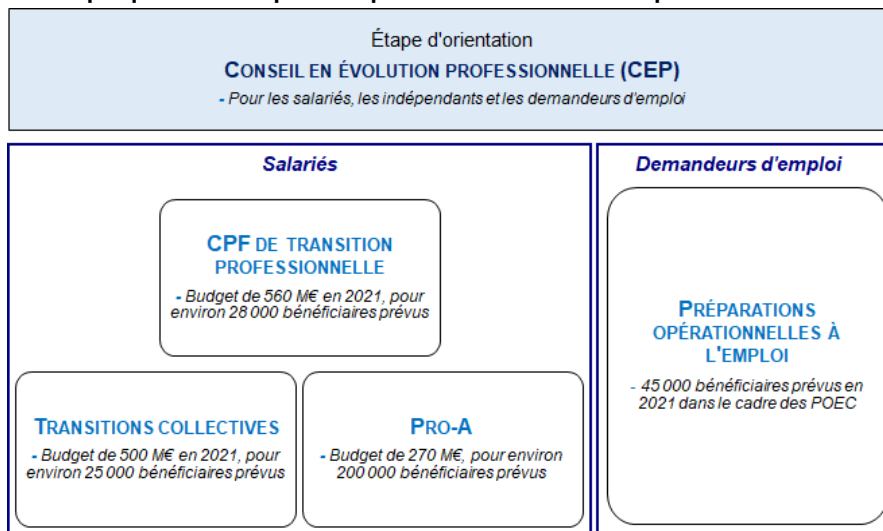 Étape d'orientation
CONSEIL EN ÉVOLUTION PROFESSIONNELLE (CEP)
- Pour les salariés, les indépendants et les demandeurs d'emploi
Salariés
CPF DE TRANSITION
PROFESSIONNELLE
- Budget de 560 M€ en 2021, pour
environ 28 000 bénéficiaires prévus
TRANSITIONS COLLECTIVES
- Budget de 500 M€ en 2021, pour
environ 25 000 bénéficiaires prévus
PRO-A
- Budget de 270 M€, pour environ
200 000 bénéficiaires prévus
Demandeurs d'emploi
PRÉPARATIONS
OPÉRATIONNELLES À
L'EMPLOI
- 45 000 bénéficiaires prévus en
2021 dans le cadre des POEC